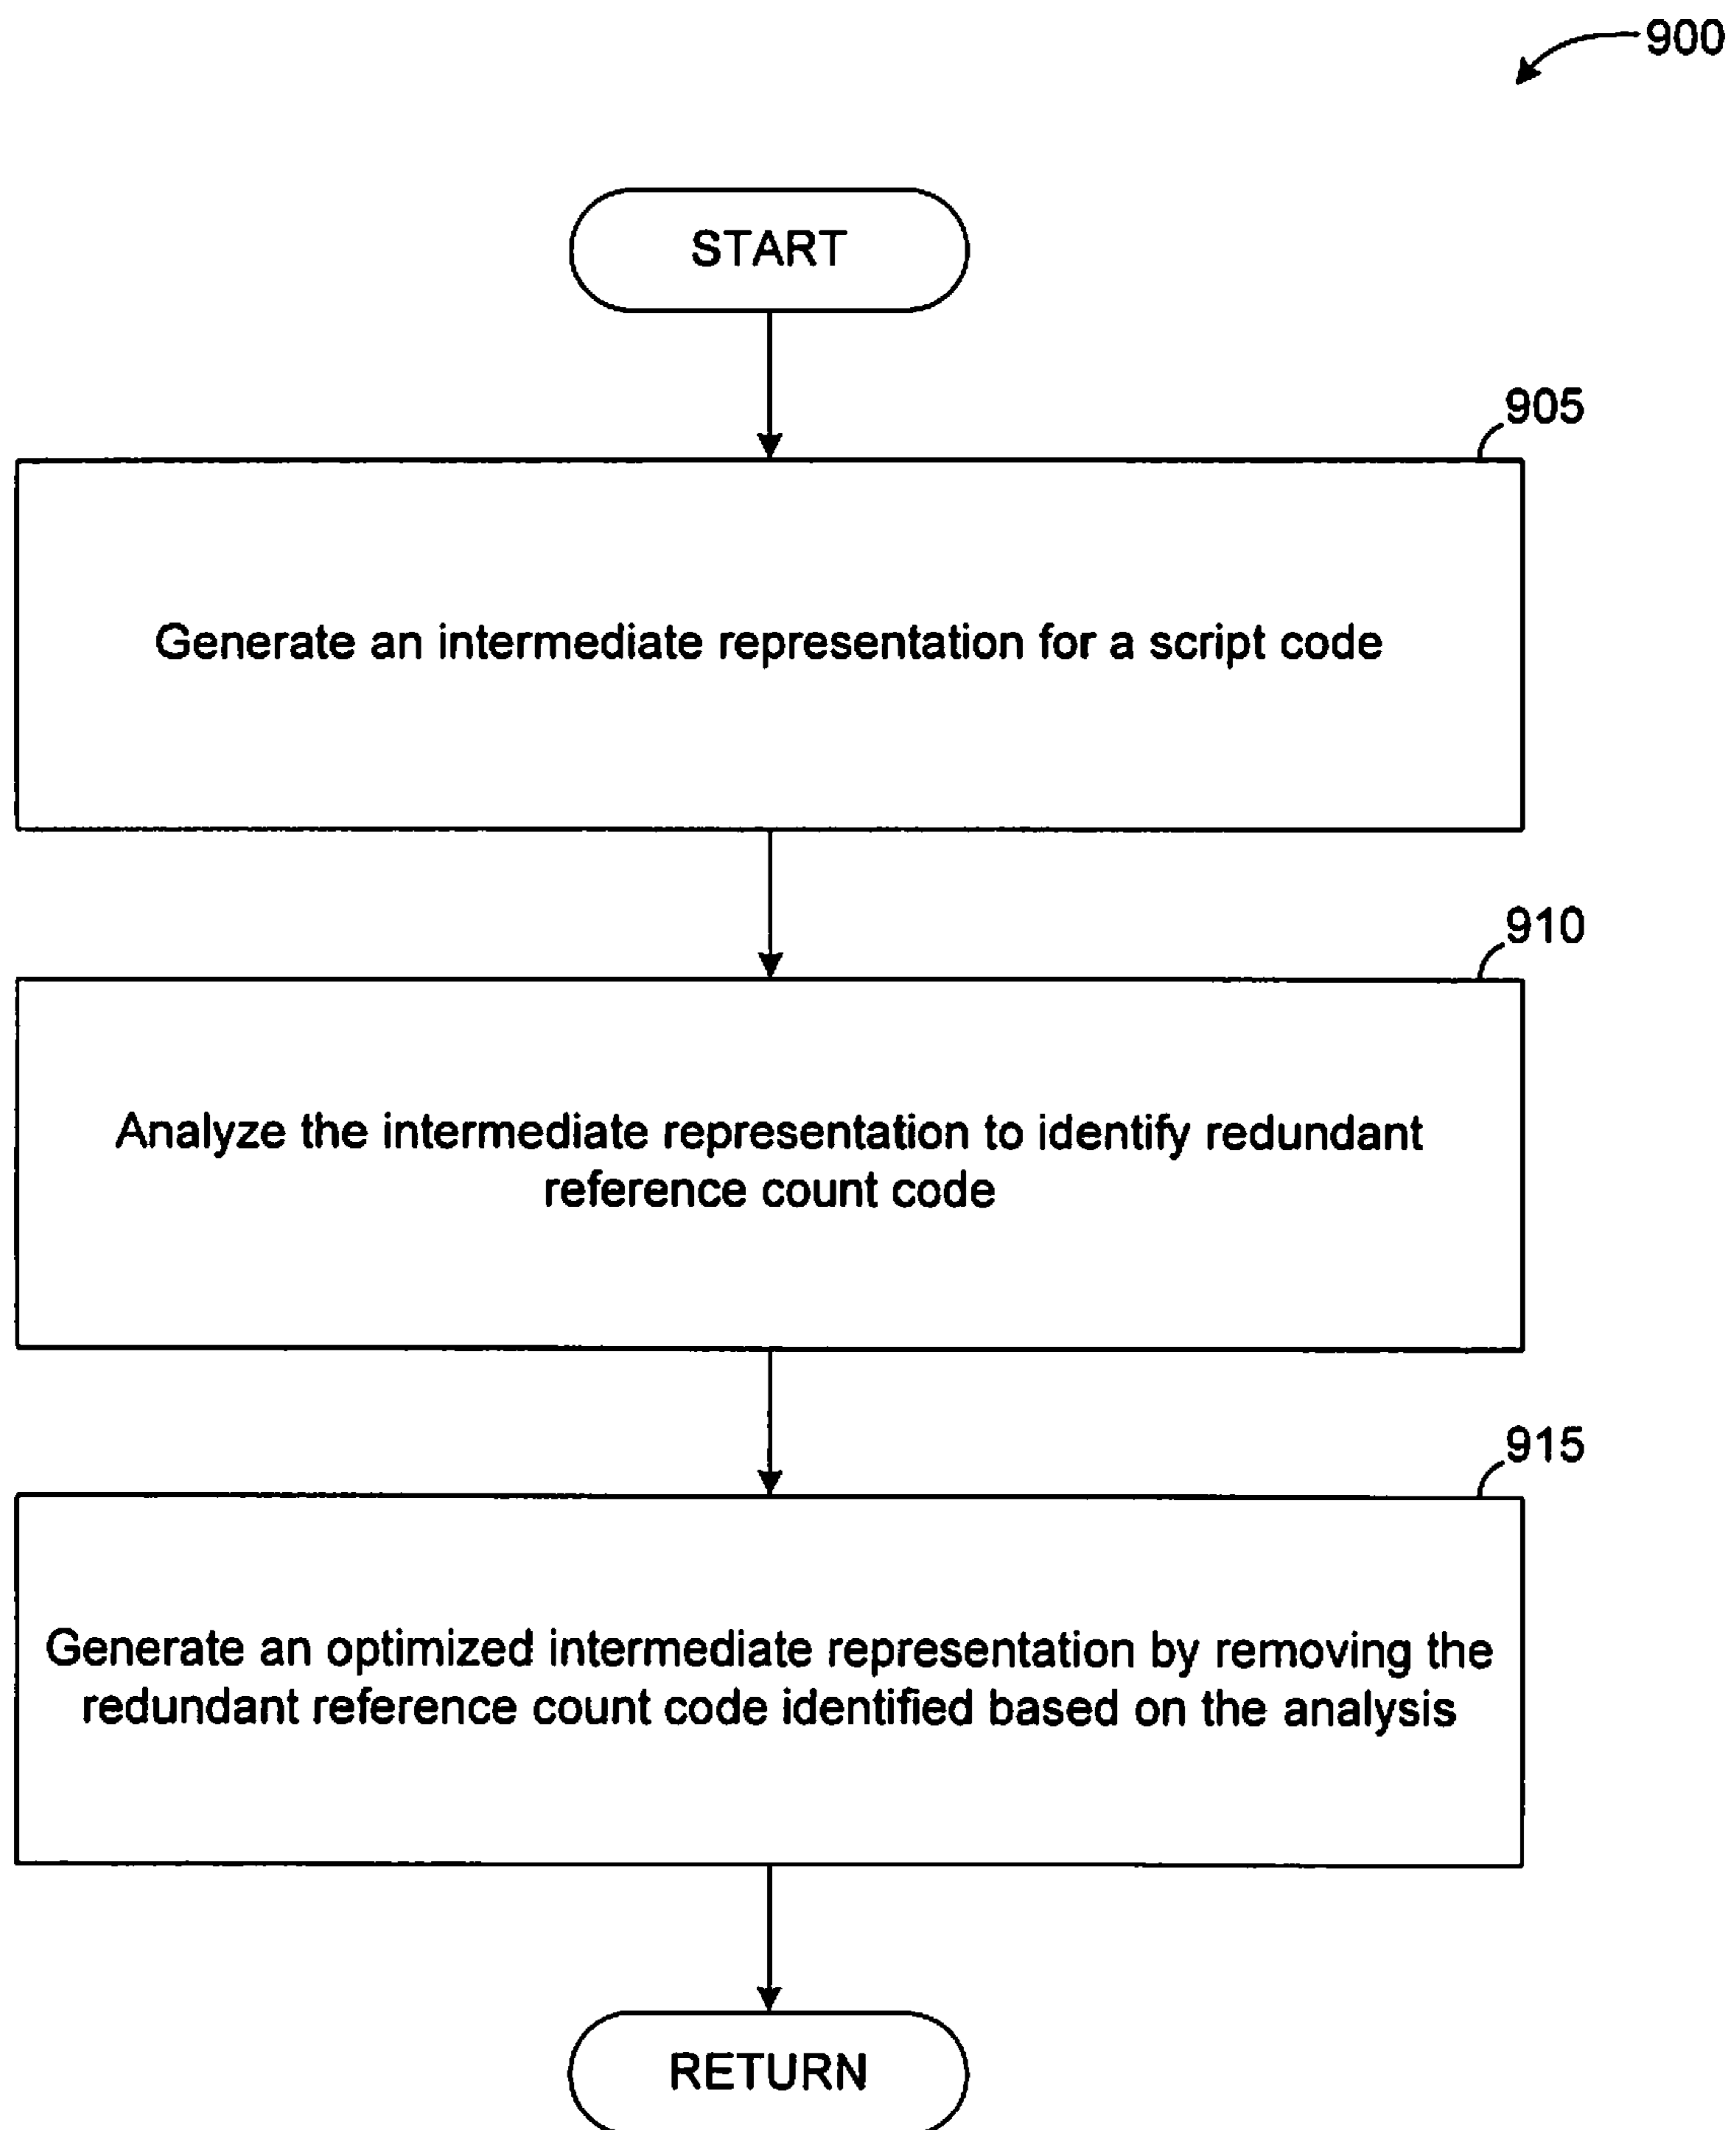 900
START
905
Generate an intermediate representation for a script code
910
Analyze the intermediate representation to identify redundant
reference count code
915
Generate an optimized intermediate representation by removing the
redundant reference count code identified based on the analysis
RETURN